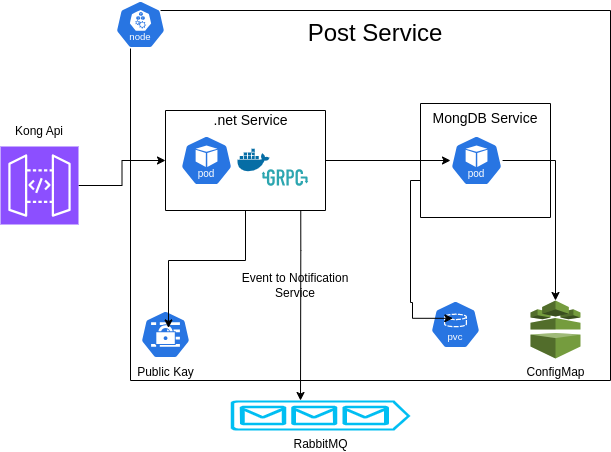 node
Post Service
Kong Api
.net Service
pod
GRPC
MongDB Service
pod
Event to Notification
Service
Public Kay
pvc
ConfigMap
RabbitMQ